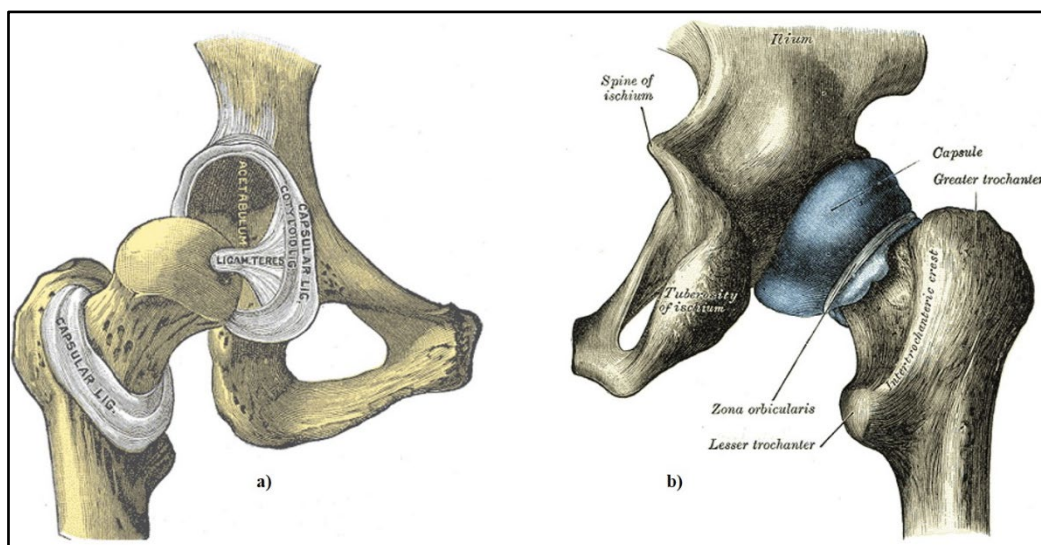 ACETABULUM
COTYLOID LIG.
CAPSULAR LIG.
LIGAM. TERES
CAPSULAR LIG.
a)
Ilium
Spine of
ischium
Capsule
Greater trochanter
Tuberosity
of ischium
Intertrochanteric crest
Zona orbicularis
Lesser trochanter
b)